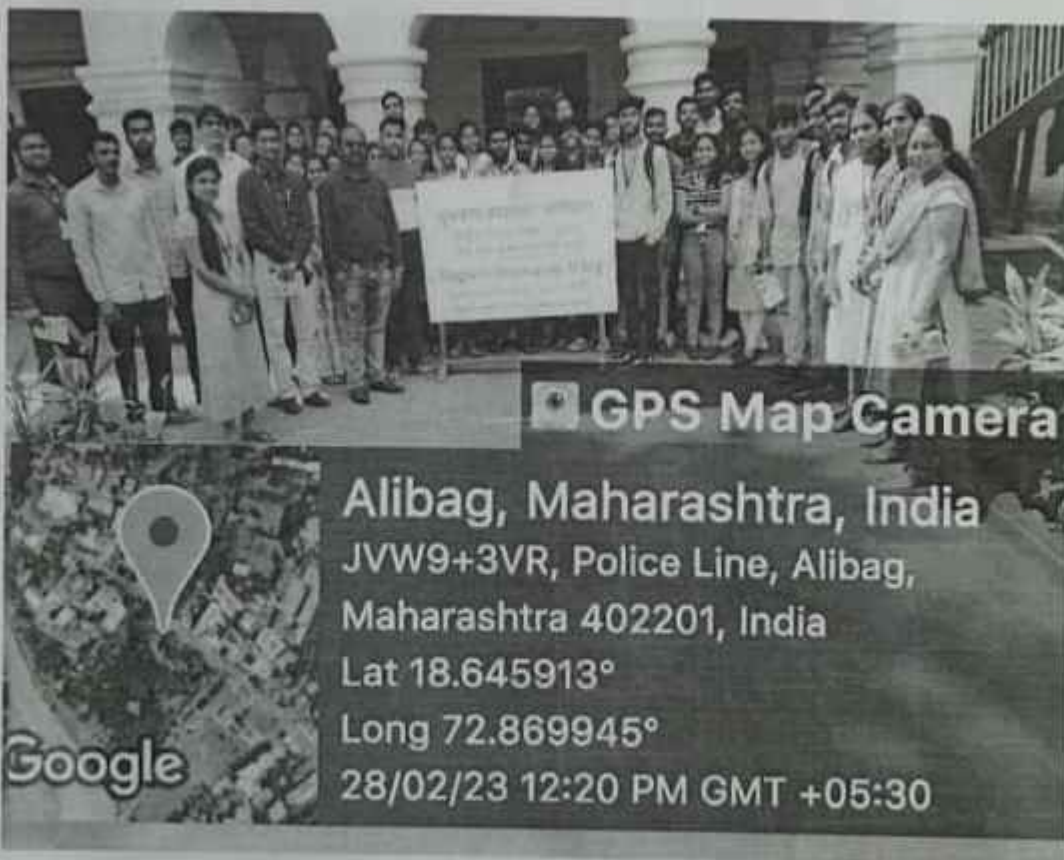 GPS Map Camera
Alibag, Maharashtra, India
JVW9+3VR, Police Line, Alibag,
Maharashtra 402201, India
Lat 18.645913°
Long 72.869945°
28/02/23 12:20 PM GMT +05:30
Google